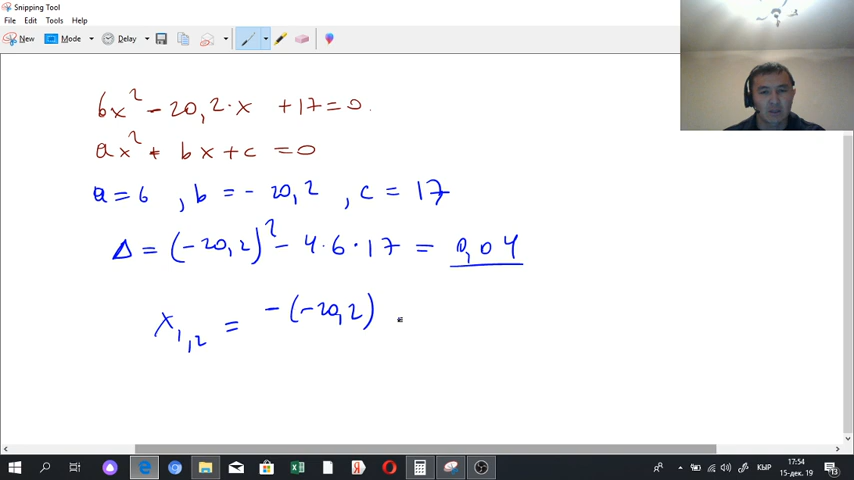 Snipping Tool
File Edit Tools Help
New Mode Delay
6x² - 20,2·x + 17 = 0.
ax² + bx + c = 0
a = 6 , b = - 20,2 , c = 17
Δ = (-20,2)² - 4·6·17 = 0,04
x₁,₂ = -(-20,2)
17:54
КЫР
15-дек. 19